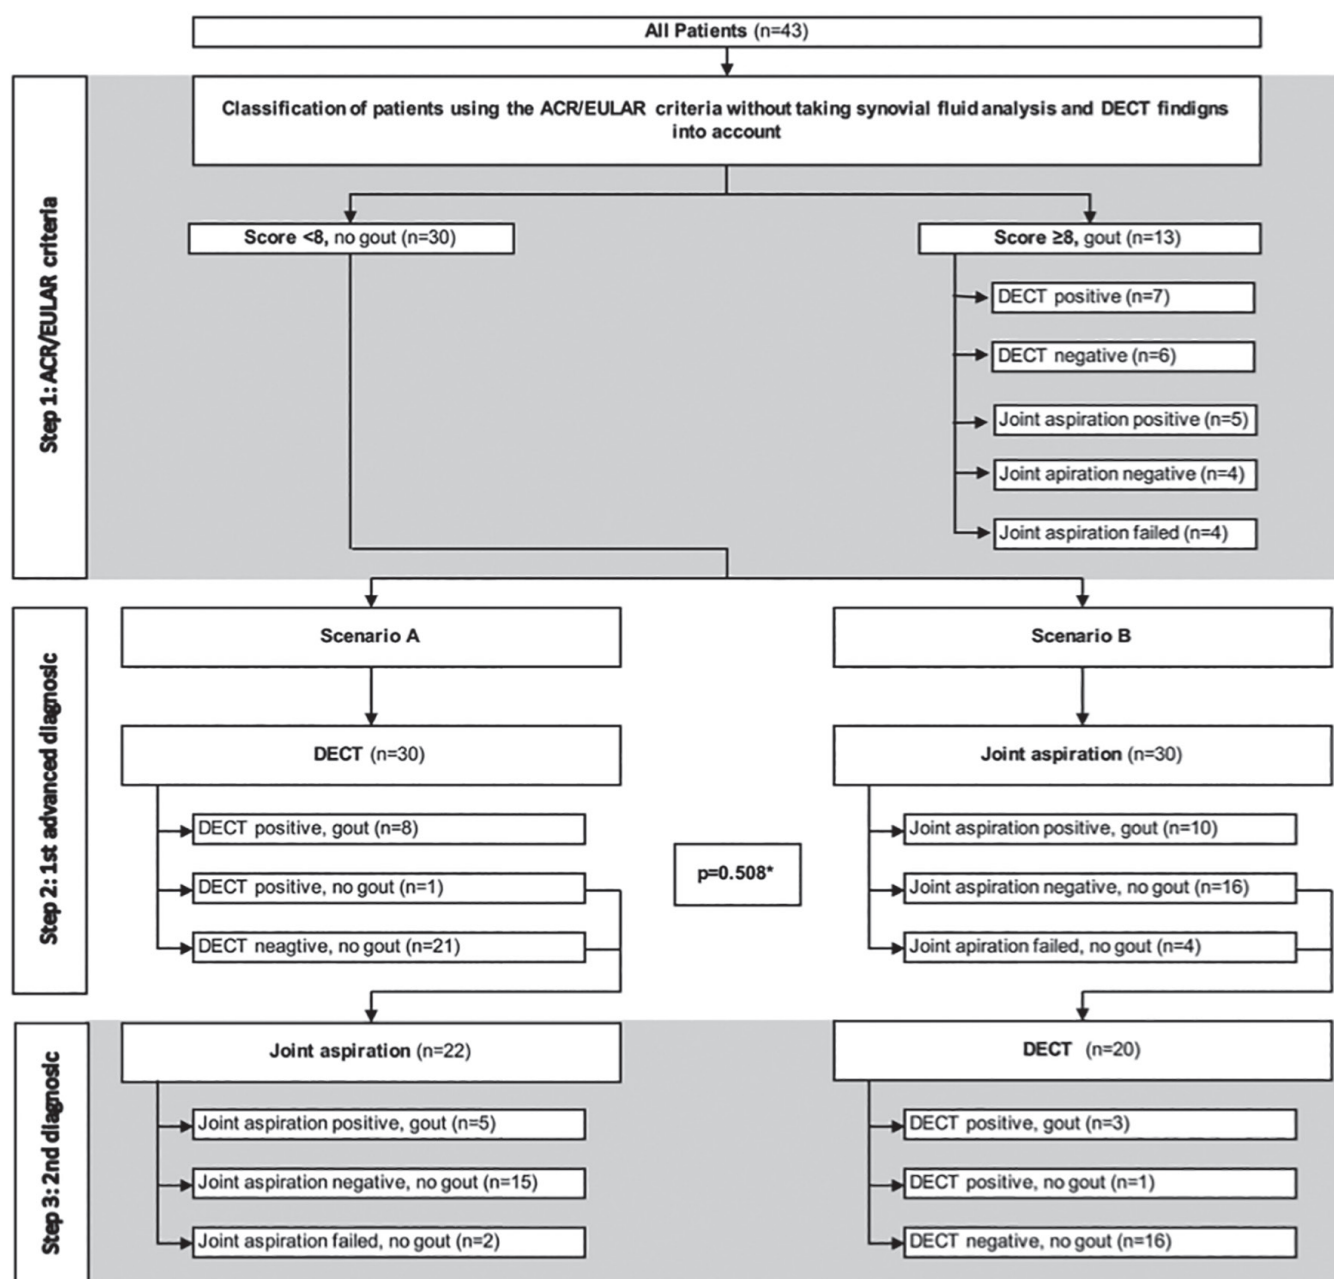 All Patients (n=43)
Step 1: ACR/EULAR criteria
Classification of patients using the ACR/EULAR criteria without taking synovial fluid analysis and DECT findigns
into account
Score <8, no gout (n=30)
Score ≥8, gout (n=13)
DECT positive (n=7)
DECT negative (n=6)
Joint aspiration positive (n=5)
Joint apiration negative (n=4)
Joint aspiration failed (n=4)
Step 2: 1st advanced diagnosic
Scenario A
DECT (n=30)
DECT positive, gout (n=8)
DECT positive, no gout (n=1)
DECT neagtive, no gout (n=21)
p=0.508*
Scenario B
Joint aspiration (n=30)
Joint aspiration positive, gout (n=10)
Joint aspiration negative, no gout (n=16)
Joint apiration failed, no gout (n=4)
Step 3: 2nd diagnosic
Joint aspiration (n=22)
Joint aspiration positive, gout (n=5)
Joint aspiration negative, no gout (n=15)
Joint aspiration failed, no gout (n=2)
DECT (n=20)
DECT positive, gout (n=3)
DECT positive, no gout (n=1)
DECT negative, no gout (n=16)